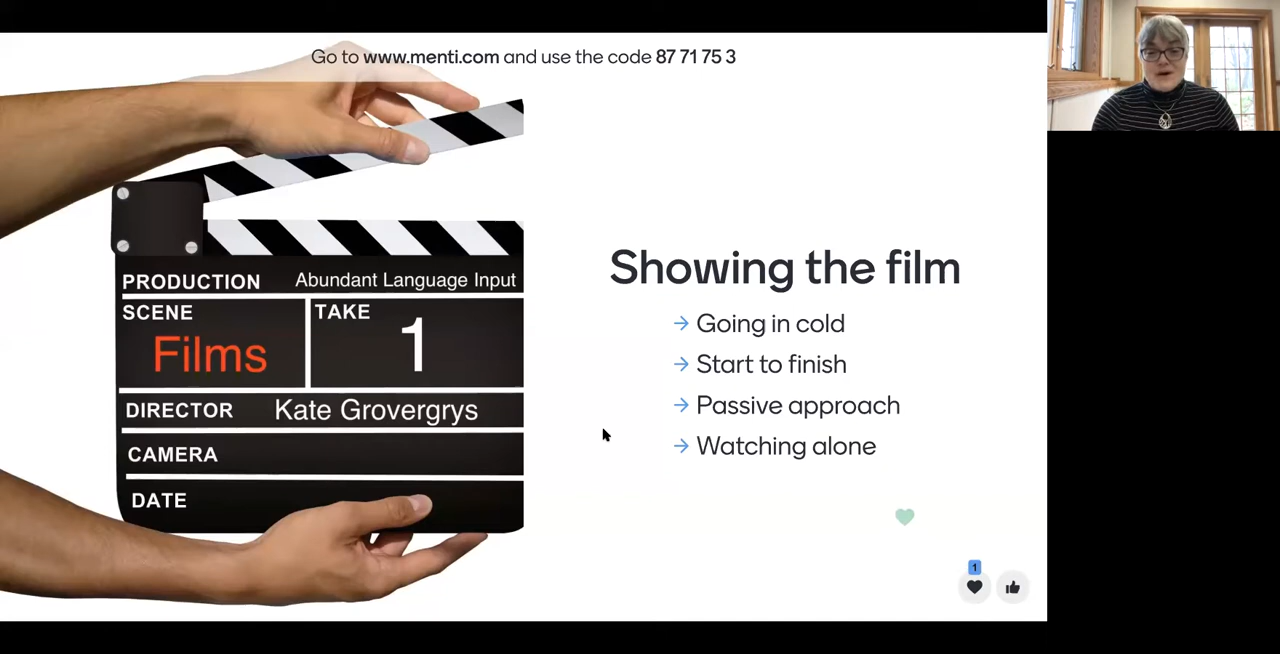 Go to www.menti.com and use the code 87 71 75 3
PRODUCTION Abundant Language Input
SCENE Films
TAKE 1
DIRECTOR Kate Grovergrys
CAMERA
DATE
Showing the film
→ Going in cold
→ Start to finish
→ Passive approach
→ Watching alone
1